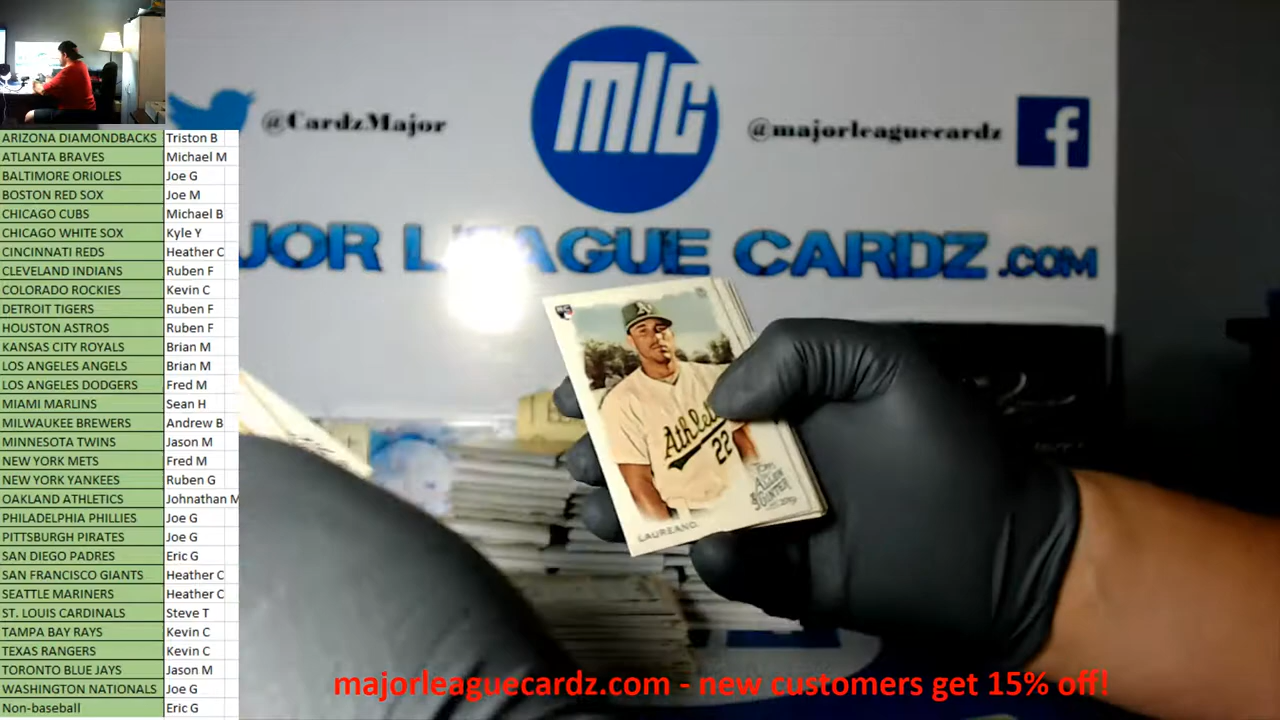 mlc
@CardzMajor
@majorleaguecardz
f
JOR LEAGUE CARDZ.COM
ARIZONA DIAMONDBACKS Triston B
ATLANTA BRAVES Michael M
BALTIMORE ORIOLES Joe G
BOSTON RED SOX Joe M
CHICAGO CUBS Michael B
CHICAGO WHITE SOX Kyle Y
CINCINNATI REDS Heather C
CLEVELAND INDIANS Ruben F
COLORADO ROCKIES Kevin C
DETROIT TIGERS Ruben F
HOUSTON ASTROS Ruben F
KANSAS CITY ROYALS Brian M
LOS ANGELES ANGELS Brian M
LOS ANGELES DODGERS Fred M
MIAMI MARLINS Sean H
MILWAUKEE BREWERS Andrew B
MINNESOTA TWINS Jason M
NEW YORK METS Fred M
NEW YORK YANKEES Ruben G
OAKLAND ATHLETICS Johnathan M
PHILADELPHIA PHILLIES Joe G
PITTSBURGH PIRATES Joe G
SAN DIEGO PADRES Eric G
SAN FRANCISCO GIANTS Heather C
SEATTLE MARINERS Heather C
ST. LOUIS CARDINALS Steve T
TAMPA BAY RAYS Kevin C
TEXAS RANGERS Kevin C
TORONTO BLUE JAYS Jason M
WASHINGTON NATIONALS Joe G
Non-baseball Eric G
RC
A's
Athletics
22
Topps
ALLEN
& GINTER
LAUREANO
majorleaguecardz.com - new customers get 15% off!